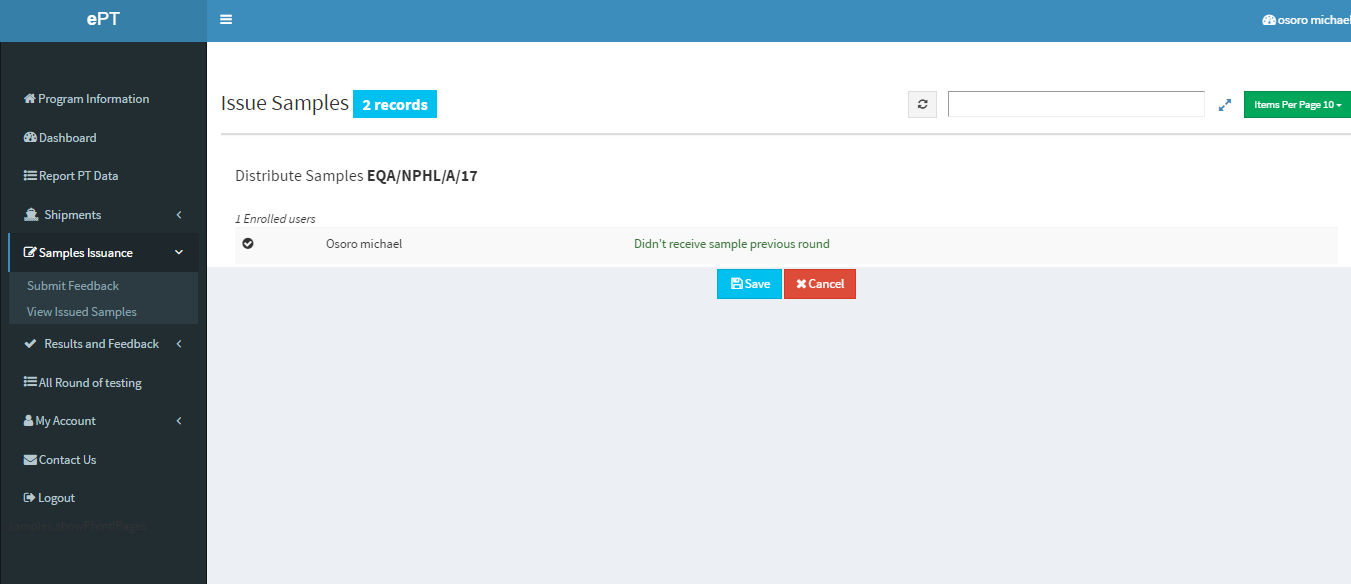 ePT
osoro michael
Program Information
Dashboard
Report PT Data
Shipments
Samples Issuance
Submit Feedback
View Issued Samples
Results and Feedback
All Round of testing
My Account
Contact Us
Logout
Issue Samples 2 records
Items Per Page 10
Distribute Samples EQA/NPHL/A/17
1 Enrolled users
Osoro michael Didn't receive sample previous round
Save Cancel